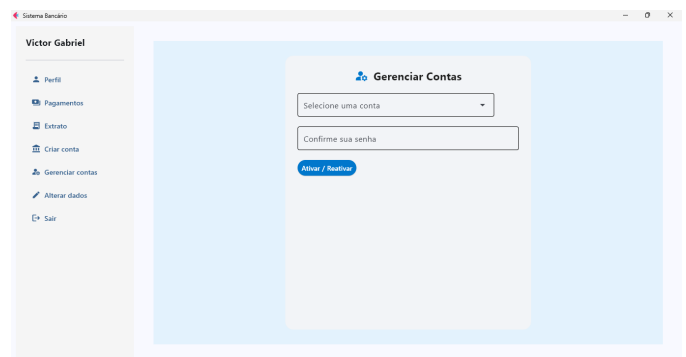 Sistema Bancário
Victor Gabriel
Perfil
Pagamentos
Extrato
Criar conta
Gerenciar contas
Alterar dados
Sair
Gerenciar Contas
Selecione uma conta
Confirme sua senha
Ativar / Reativar